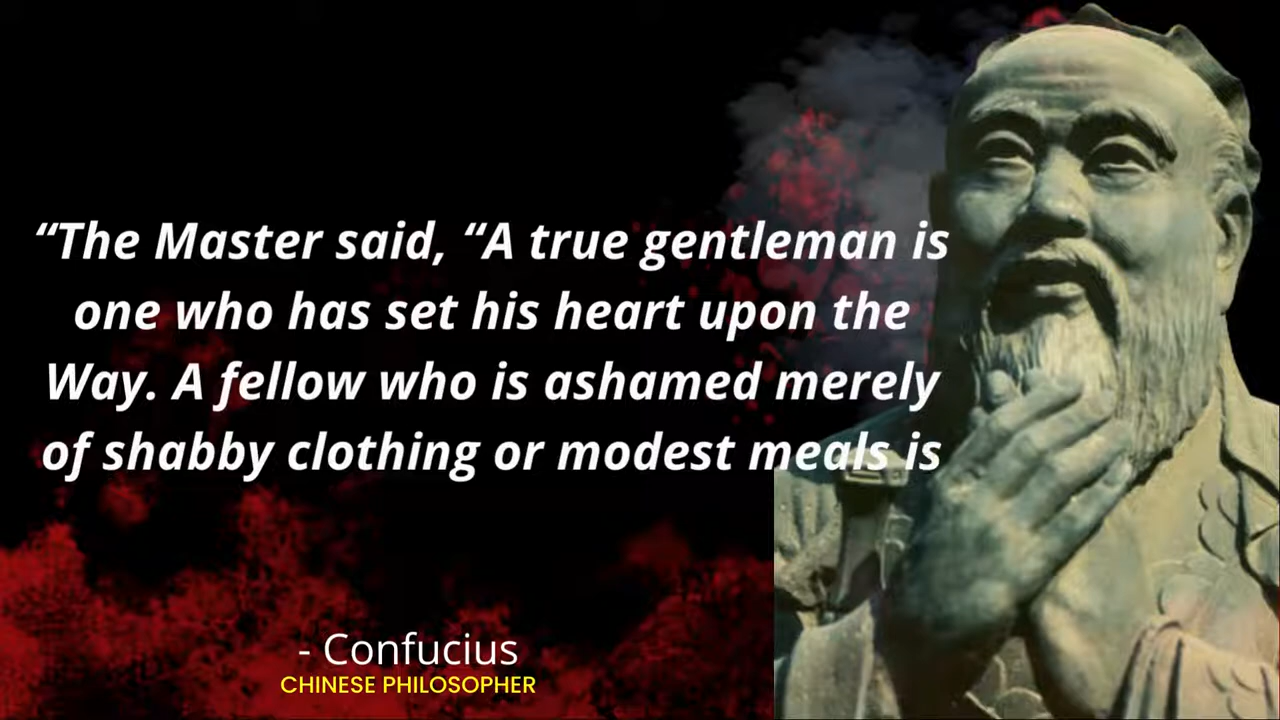 “The Master said, “A true gentleman is
one who has set his heart upon the
Way. A fellow who is ashamed merely
of shabby clothing or modest meals is
- Confucius
CHINESE PHILOSOPHER